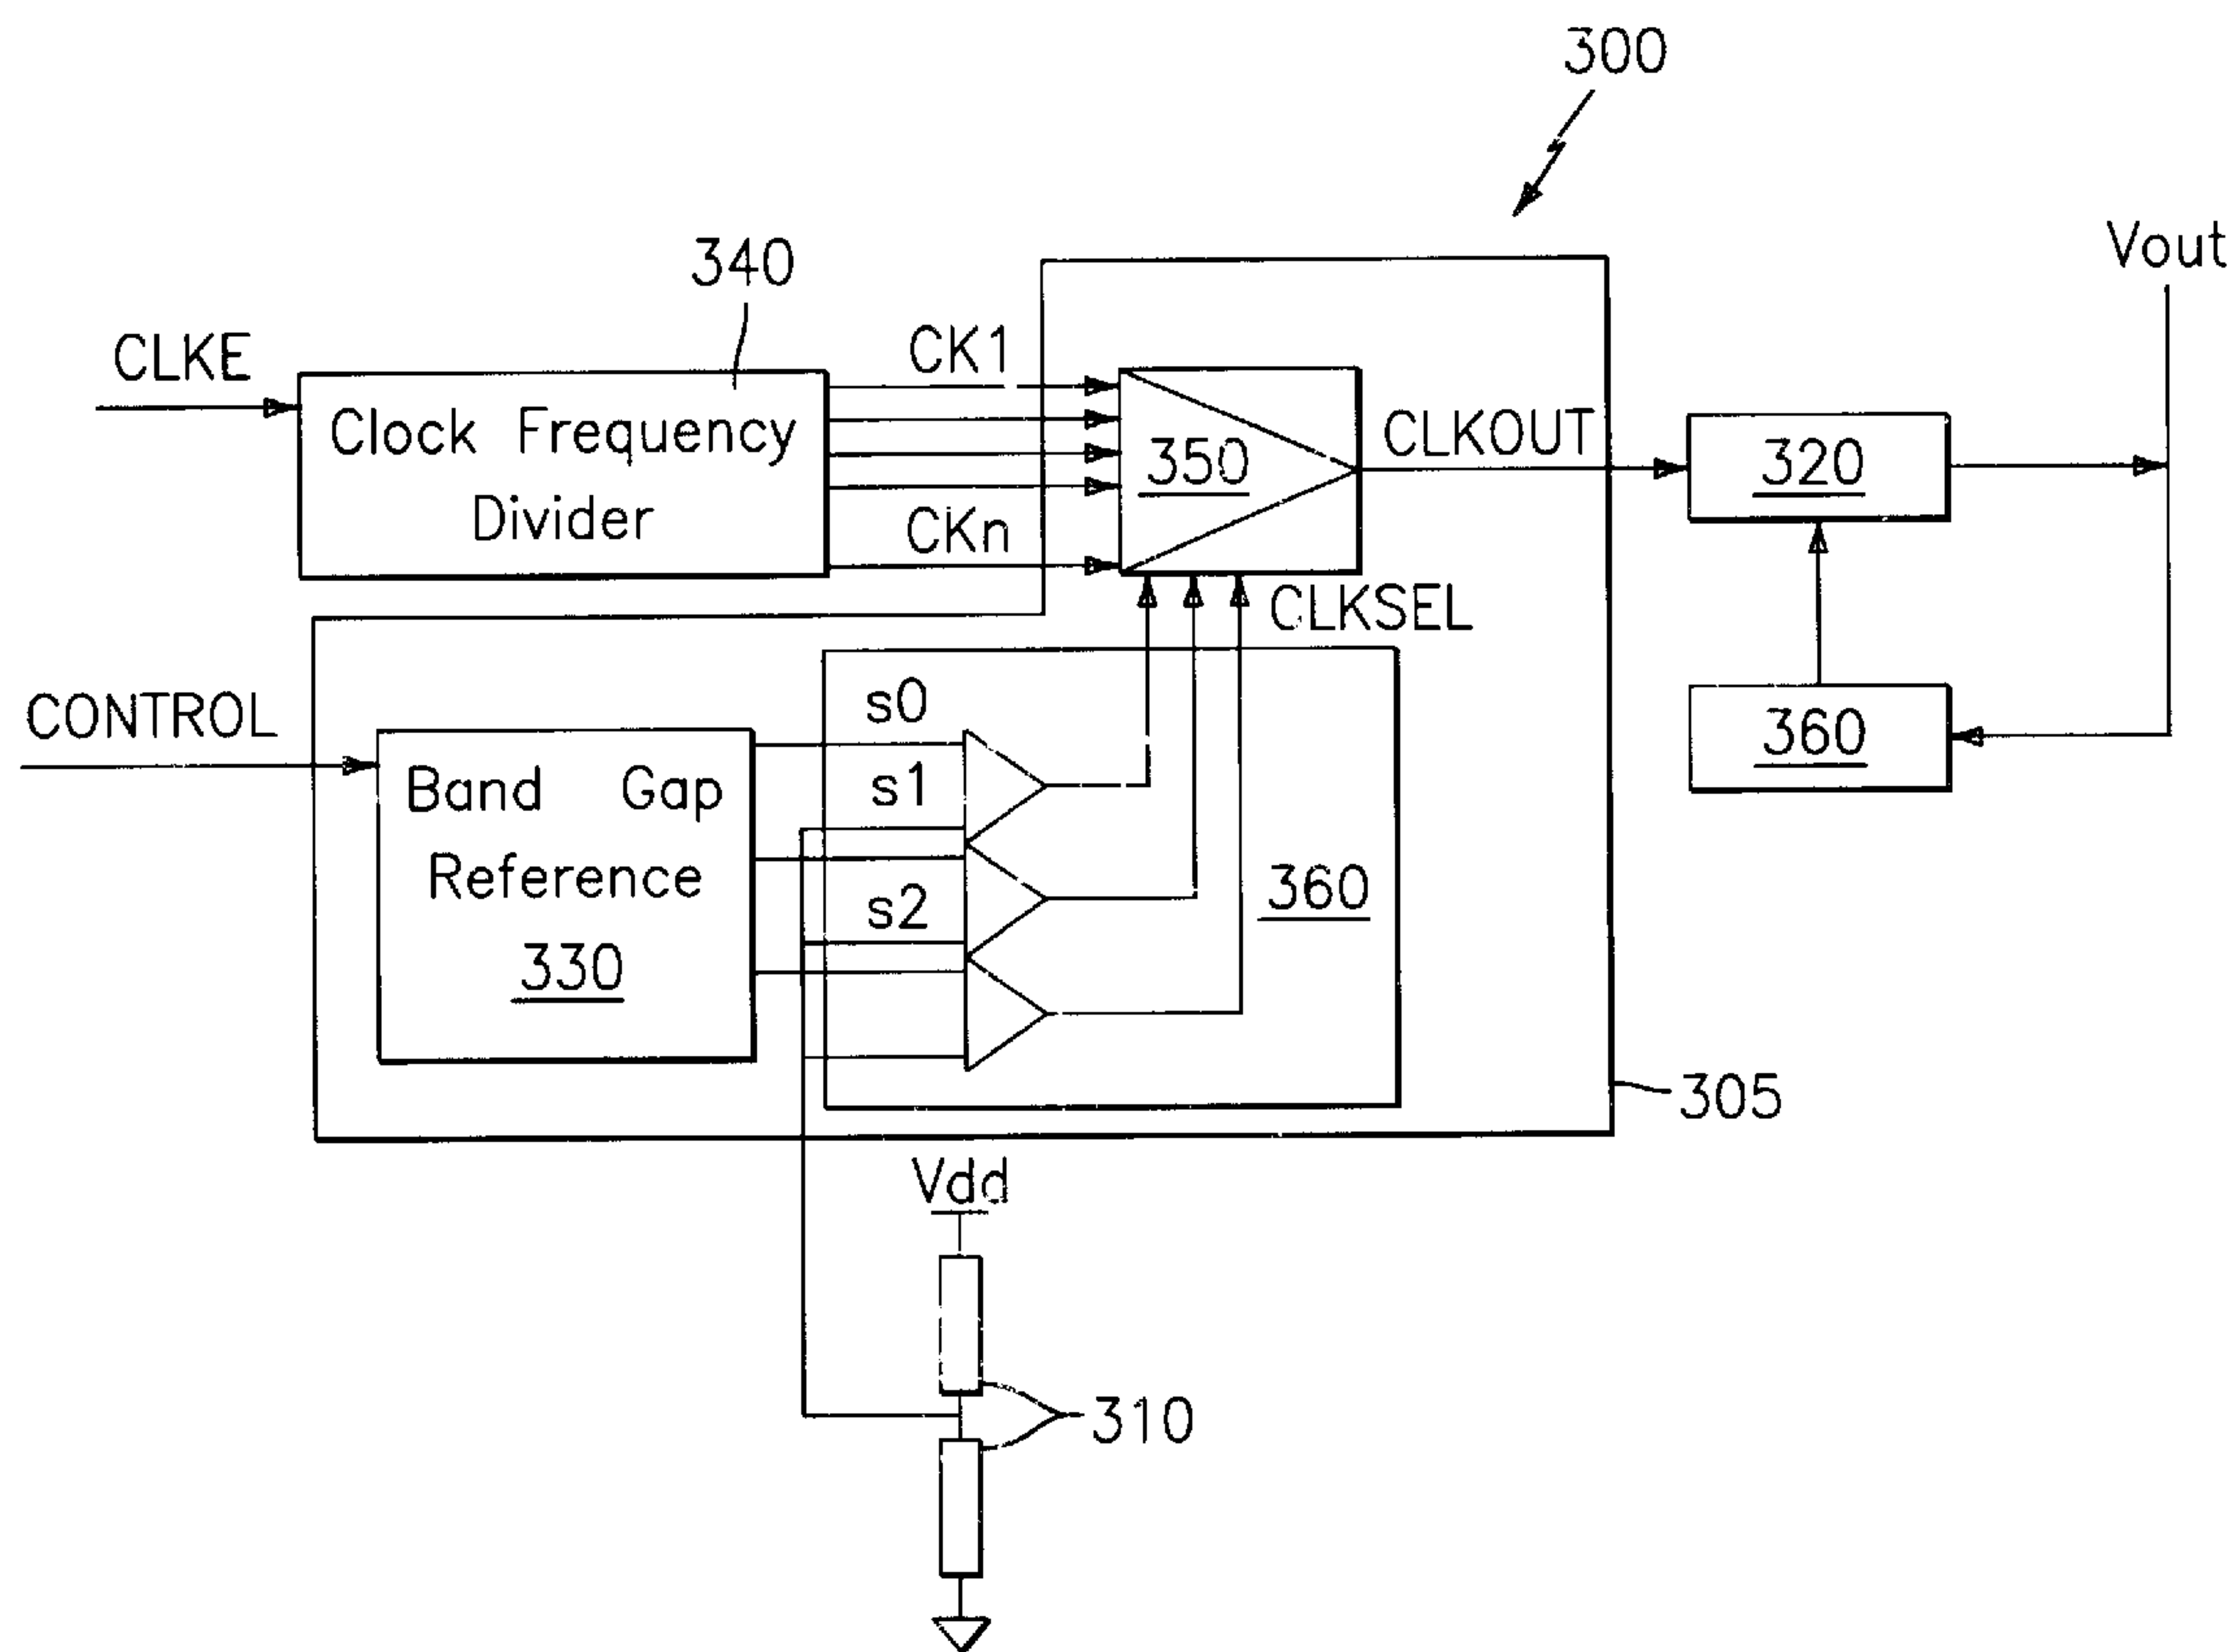 300
Vout
340
CLKE
CK1
Clock Frequency
Divider
350
CLKOUT
320
CKn
CLKSEL
CONTROL
s0
360
Band Gap
s1
Reference
s2
360
330
305
Vdd
310